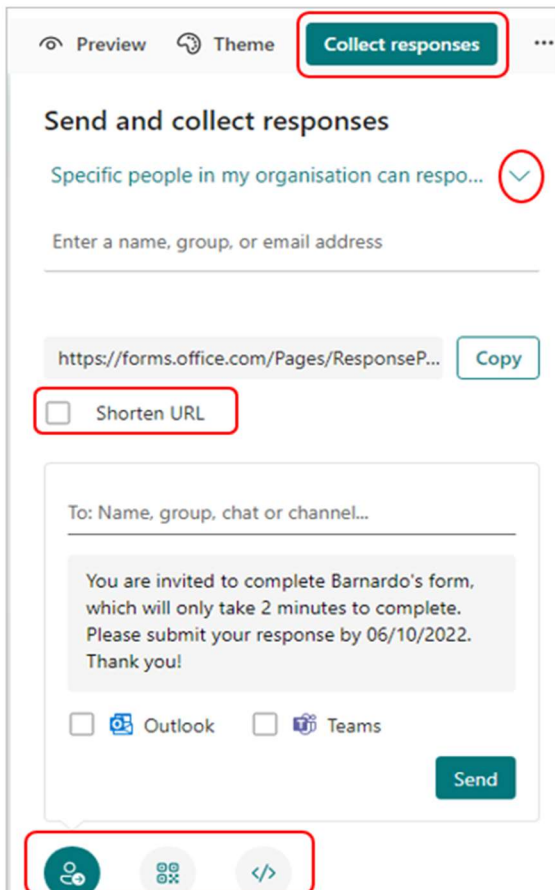 Preview Theme Collect responses ...
Send and collect responses
Specific people in my organisation can respo...
Enter a name, group, or email address
https://forms.office.com/Pages/ResponseP... Copy
Shorten URL
To: Name, group, chat or channel...
You are invited to complete Barnardo's form,
which will only take 2 minutes to complete.
Please submit your response by 06/10/2022.
Thank you!
Outlook Teams
Send